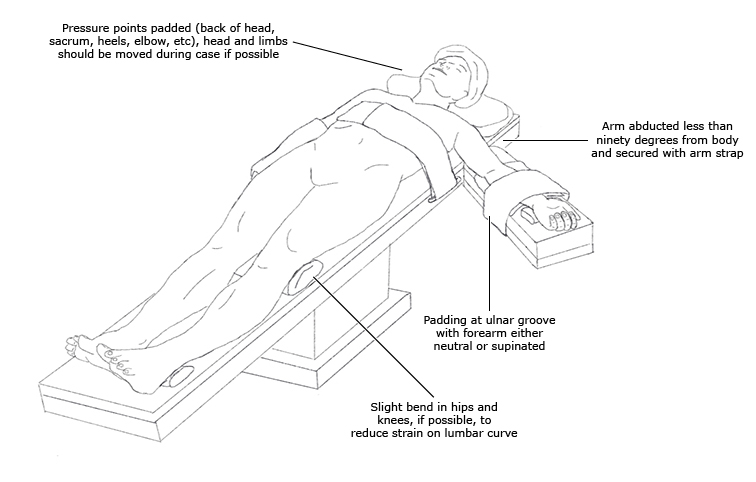 Pressure points padded (back of head,
sacrum, heels, elbow, etc), head and limbs
should be moved during case if possible
Arm abducted less than
ninety degrees from body
and secured with arm strap
Padding at ulnar groove
with forearm either
neutral or supinated
Slight bend in hips and
knees, if possible, to
reduce strain on lumbar curve